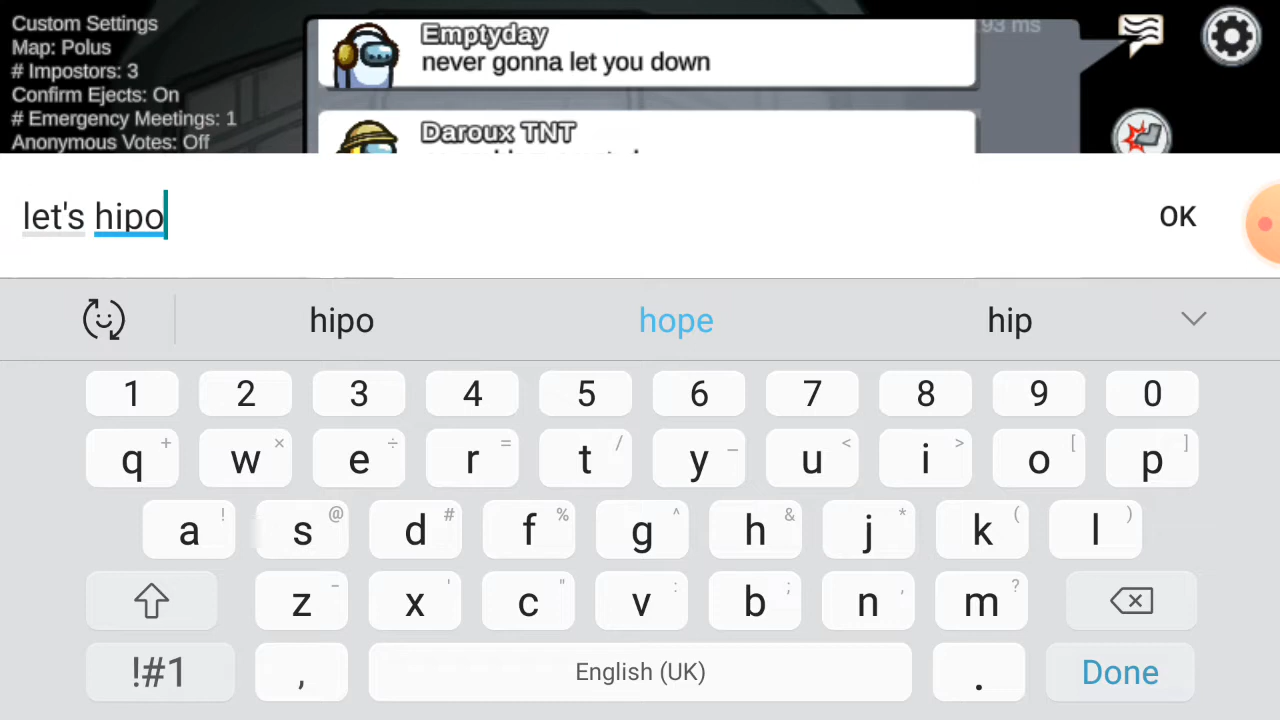 Custom Settings
Map: Polus
# Impostors: 3
Confirm Ejects: On
# Emergency Meetings: 1
Anonymous Votes: Off
Emptyday
never gonna let you down
Daroux TNT
93 ms
let's hipo
OK
hipo hope hip
1 2 3 4 5 6 7 8 9 0
q + w × e ÷ r = t / y _ u < i > o [ p ]
a ! s @ d # f % g ^ h & j * k ( l )
z - x ' c " v : b ; n , m ?
!#1 , English (UK) . Done